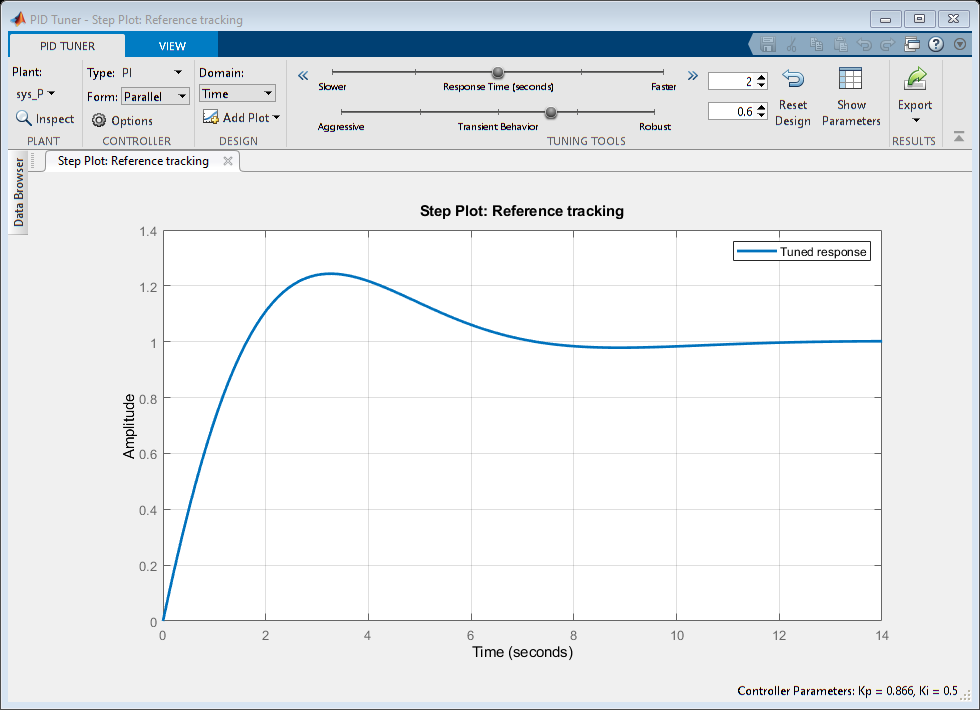 PID Tuner - Step Plot: Reference tracking
PID TUNER
VIEW
Plant:
sys_P
Inspect
PLANT
Type: PI
Form: Parallel
Options
CONTROLLER
Domain:
Time
Add Plot
DESIGN
Slower
Response Time (seconds)
Faster
2
Aggressive
Transient Behavior
Robust
0.6
Reset
Design
Show
Parameters
TUNING TOOLS
Export
RESULTS
Data Browser
Step Plot: Reference tracking
Step Plot: Reference tracking
Tuned response
Amplitude
1.4
1.2
1
0.8
0.6
0.4
0.2
0
0 2 4 6 8 10 12 14
Time (seconds)
Controller Parameters: Kp = 0.866, Ki = 0.5